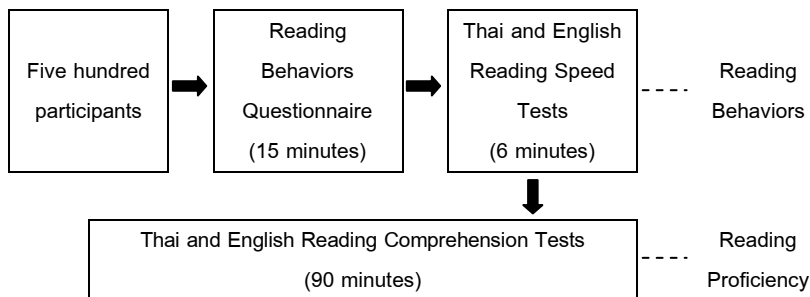 Five hundred
participants
Reading
Behaviors
Questionnaire
(15 minutes)
Thai and English
Reading Speed
Tests
(6 minutes)
Reading
Behaviors
Thai and English Reading Comprehension Tests
(90 minutes)
Reading
Proficiency